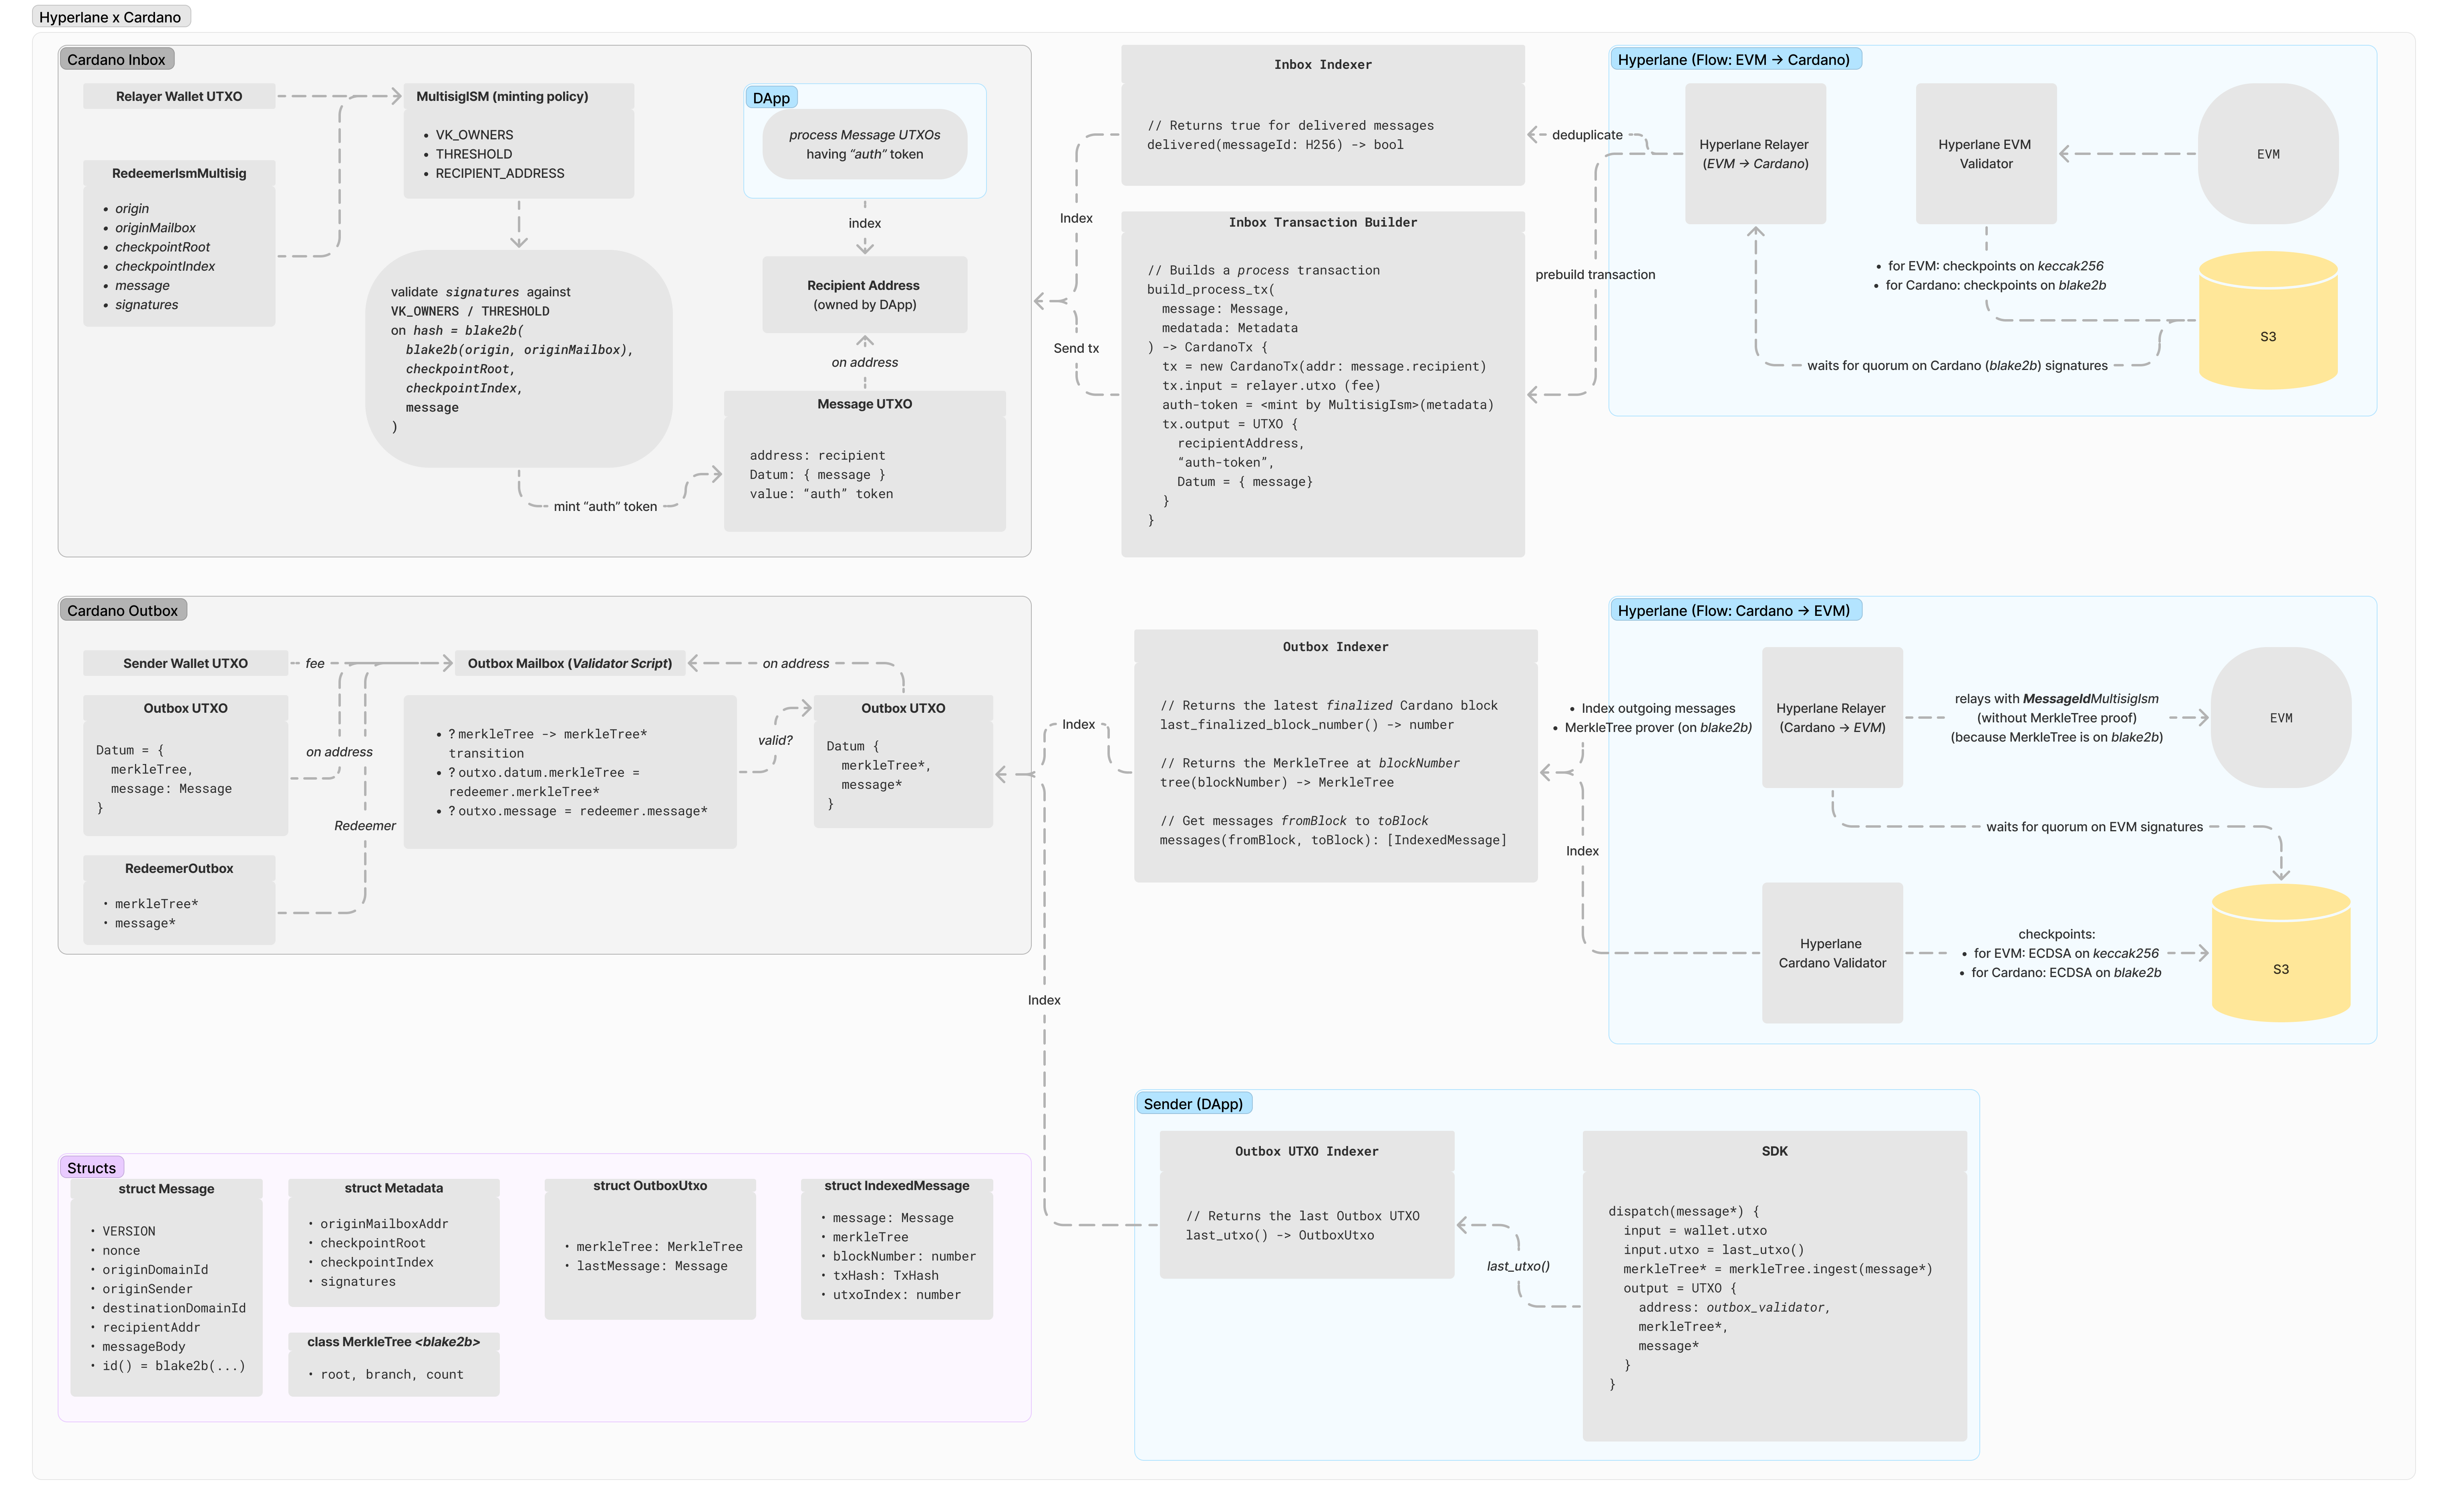 Hyperlane x Cardano
Cardano Inbox
Relayer Wallet UTXO
RedeemerIsmMultisig
• origin
• originMailbox
• checkpointRoot
• checkpointIndex
• message
• signatures
MultisigISM (minting policy)
• VK_OWNERS
• THRESHOLD
• RECIPIENT_ADDRESS
validate signatures against
VK_OWNERS / THRESHOLD
on hash = blake2b(
blake2b(origin, originMailbox),
checkpointRoot,
checkpointIndex,
message
)
mint “auth” token
DApp
process Message UTXOs
having “auth” token
index
Recipient Address
(owned by DApp)
on address
Message UTXO
address: recipient
Datum: { message }
value: “auth” token
Index
Send tx
Inbox Indexer
// Returns true for delivered messages
delivered(messageId: H256) -> bool
Inbox Transaction Builder
// Builds a process transaction
build_process_tx(
message: Message,
medatada: Metadata
) -> CardanoTx {
tx = new CardanoTx(addr: message.recipient)
tx.input = relayer.utxo (fee)
auth-token = <mint by MultisigIsm>(metadata)
tx.output = UTXO {
recipientAddress,
“auth-token”,
Datum = { message}
}
}
deduplicate
prebuild transaction
Hyperlane (Flow: EVM → Cardano)
Hyperlane Relayer
(EVM → Cardano)
Hyperlane EVM
Validator
EVM
• for EVM: checkpoints on keccak256
• for Cardano: checkpoints on blake2b
S3
waits for quorum on Cardano (blake2b) signatures
Cardano Outbox
Sender Wallet UTXO
fee
Outbox UTXO
Datum = {
merkleTree,
message: Message
}
on address
Redeemer
RedeemerOutbox
• merkleTree*
• message*
Outbox Mailbox (Validator Script)
• ? merkleTree -> merkleTree*
transition
• ? outxo.datum.merkleTree =
redeemer.merkleTree*
• ? outxo.message = redeemer.message*
on address
valid?
Outbox UTXO
Datum {
merkleTree*,
message*
}
Index
Index
Outbox Indexer
// Returns the latest finalized Cardano block
last_finalized_block_number() -> number
// Returns the MerkleTree at blockNumber
tree(blockNumber) -> MerkleTree
// Get messages fromBlock to toBlock
messages(fromBlock, toBlock): [IndexedMessage]
• Index outgoing messages
• MerkleTree prover (on blake2b)
Index
Hyperlane (Flow: Cardano → EVM)
Hyperlane Relayer
(Cardano → EVM)
relays with MessageIdMultisigIsm
(without MerkleTree proof)
(because MerkleTree is on blake2b)
EVM
waits for quorum on EVM signatures
Hyperlane
Cardano Validator
checkpoints:
• for EVM: ECDSA on keccak256
• for Cardano: ECDSA on blake2b
S3
Sender (DApp)
Outbox UTXO Indexer
// Returns the last Outbox UTXO
last_utxo() -> OutboxUtxo
last_utxo()
SDK
dispatch(message*) {
input = wallet.utxo
input.utxo = last_utxo()
merkleTree* = merkleTree.ingest(message*)
output = UTXO {
address: outbox_validator,
merkleTree*,
message*
}
}
Structs
struct Message
• VERSION
• nonce
• originDomainId
• originSender
• destinationDomainId
• recipientAddr
• messageBody
• id() = blake2b(...)
struct Metadata
• originMailboxAddr
• checkpointRoot
• checkpointIndex
• signatures
class MerkleTree <blake2b>
• root, branch, count
struct OutboxUtxo
• merkleTree: MerkleTree
• lastMessage: Message
struct IndexedMessage
• message: Message
• merkleTree
• blockNumber: number
• txHash: TxHash
• utxoIndex: number